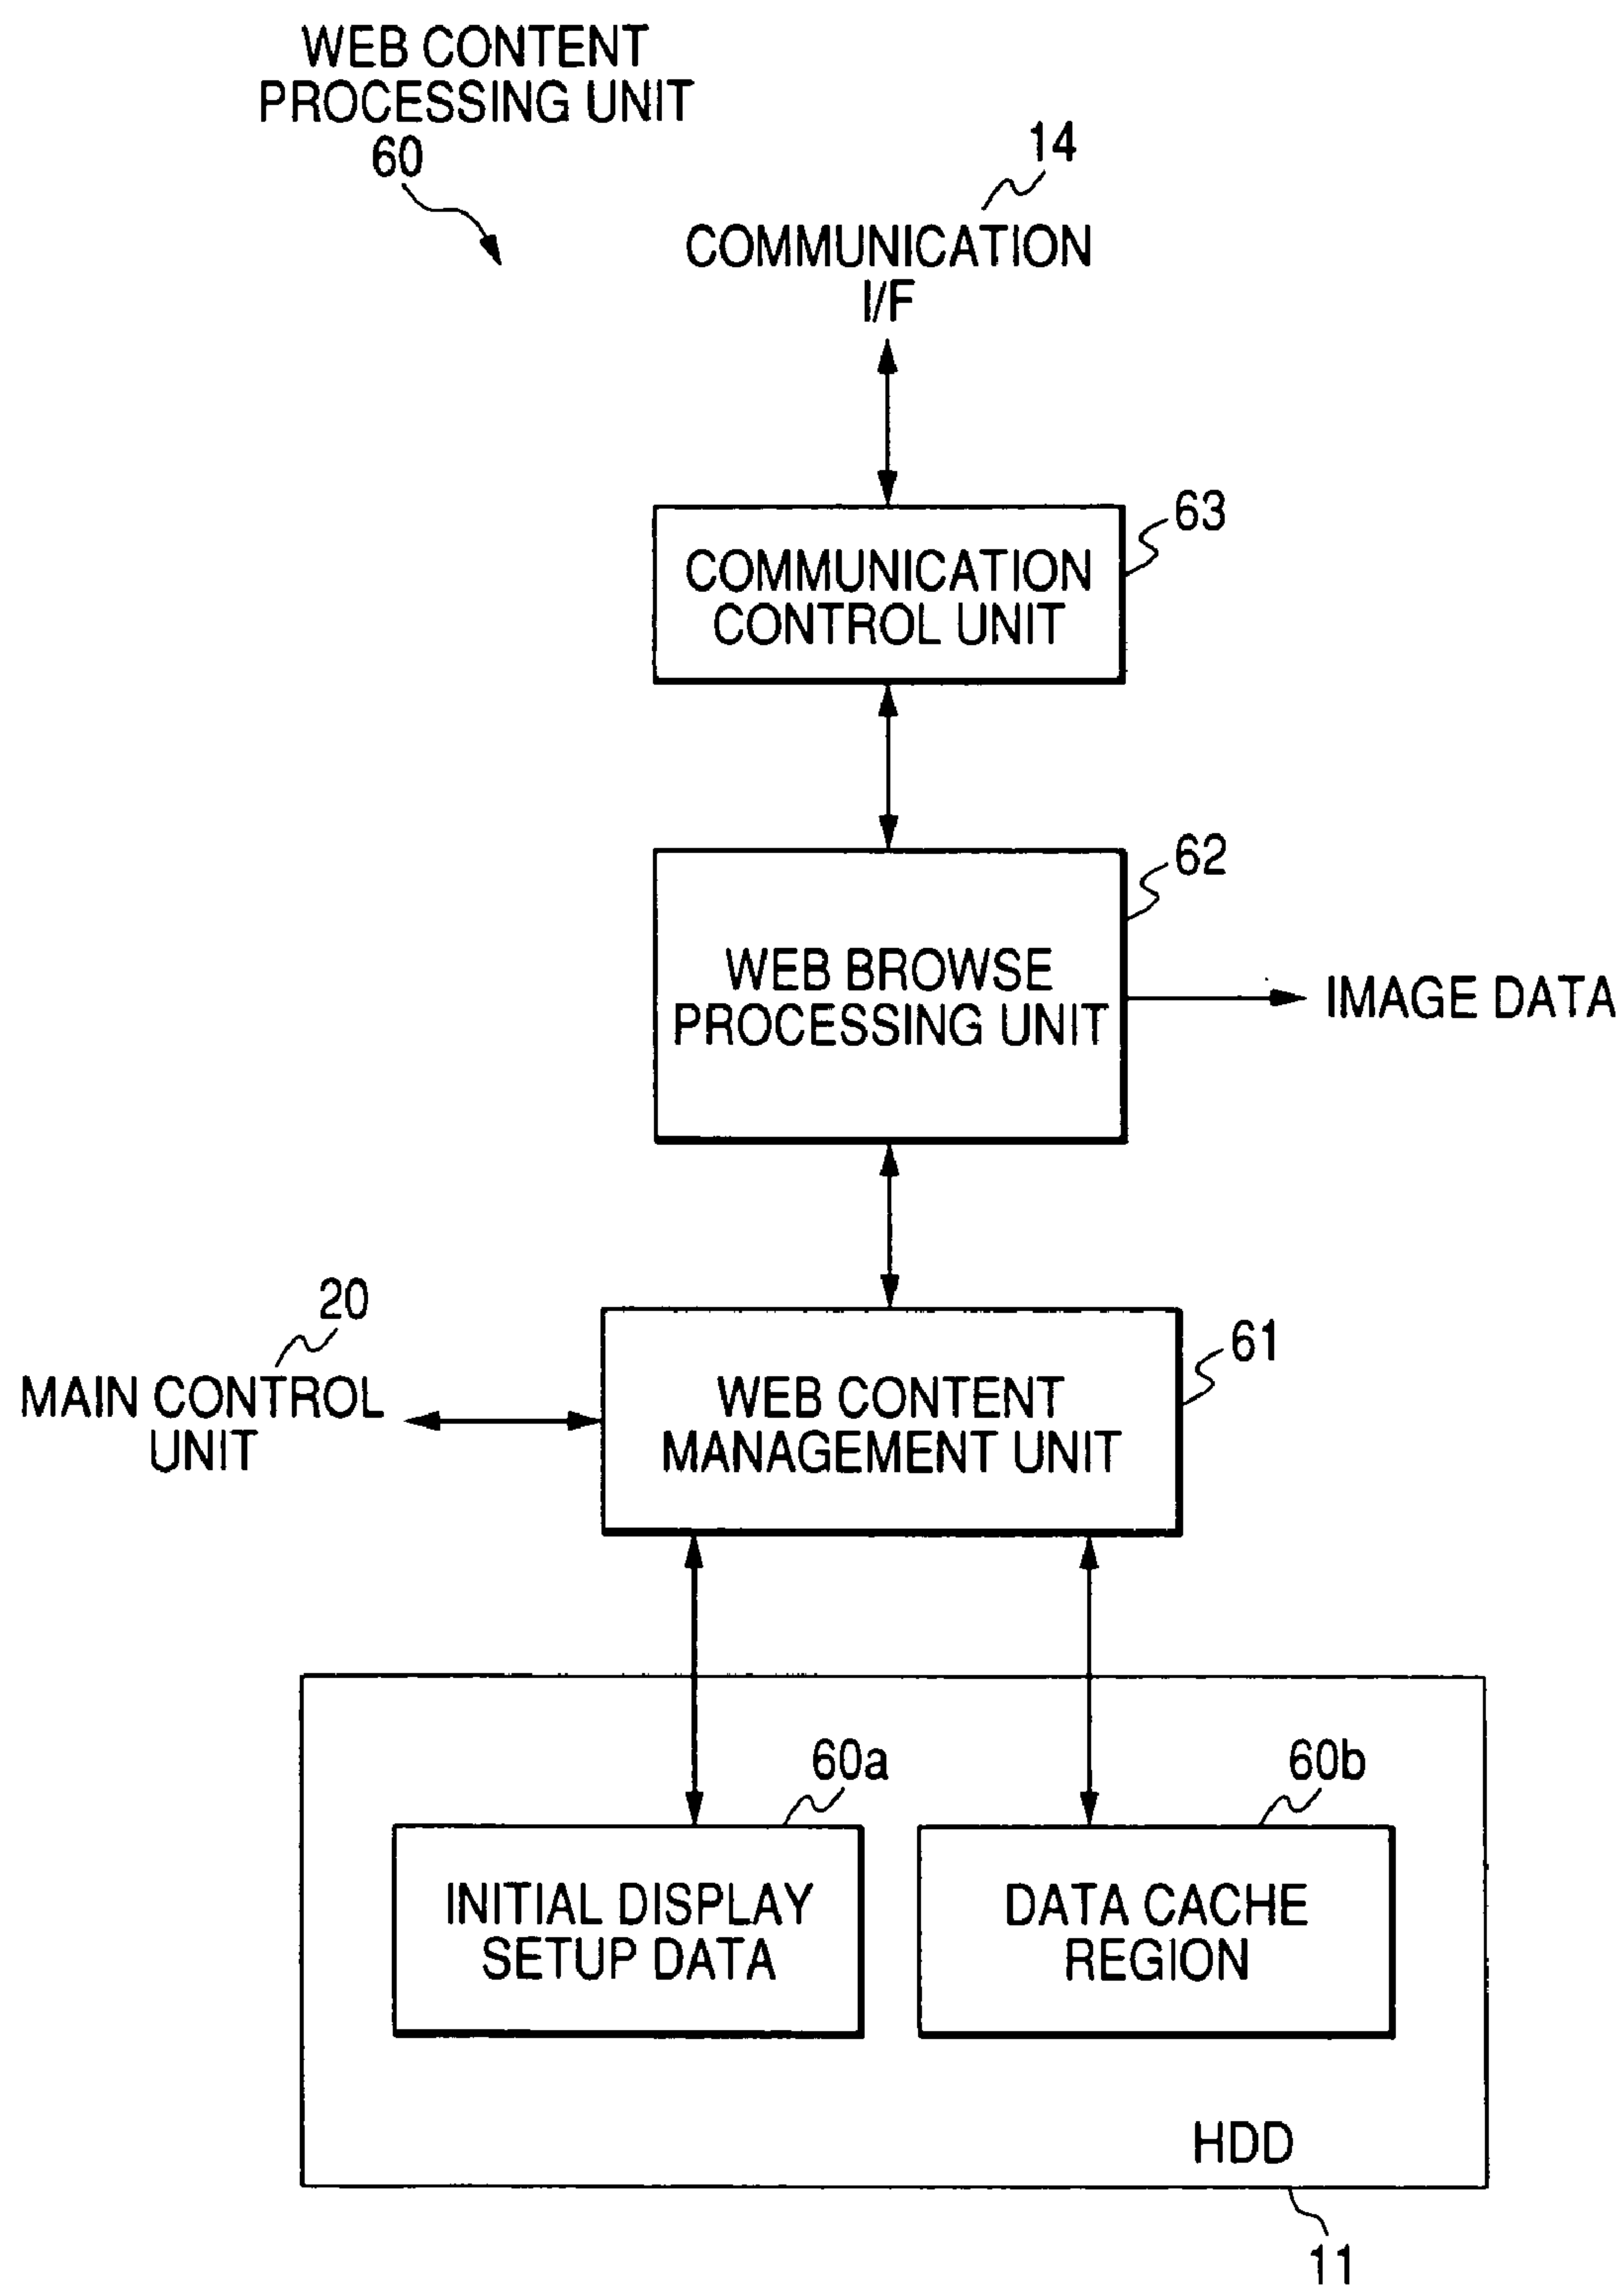 WEB CONTENT
PROCESSING UNIT
60
14
COMMUNICATION
I/F
63
COMMUNICATION
CONTROL UNIT
62
WEB BROWSE
PROCESSING UNIT
IMAGE DATA
20
MAIN CONTROL
UNIT
61
WEB CONTENT
MANAGEMENT UNIT
60a
60b
INITIAL DISPLAY
SETUP DATA
DATA CACHE
REGION
HDD
11